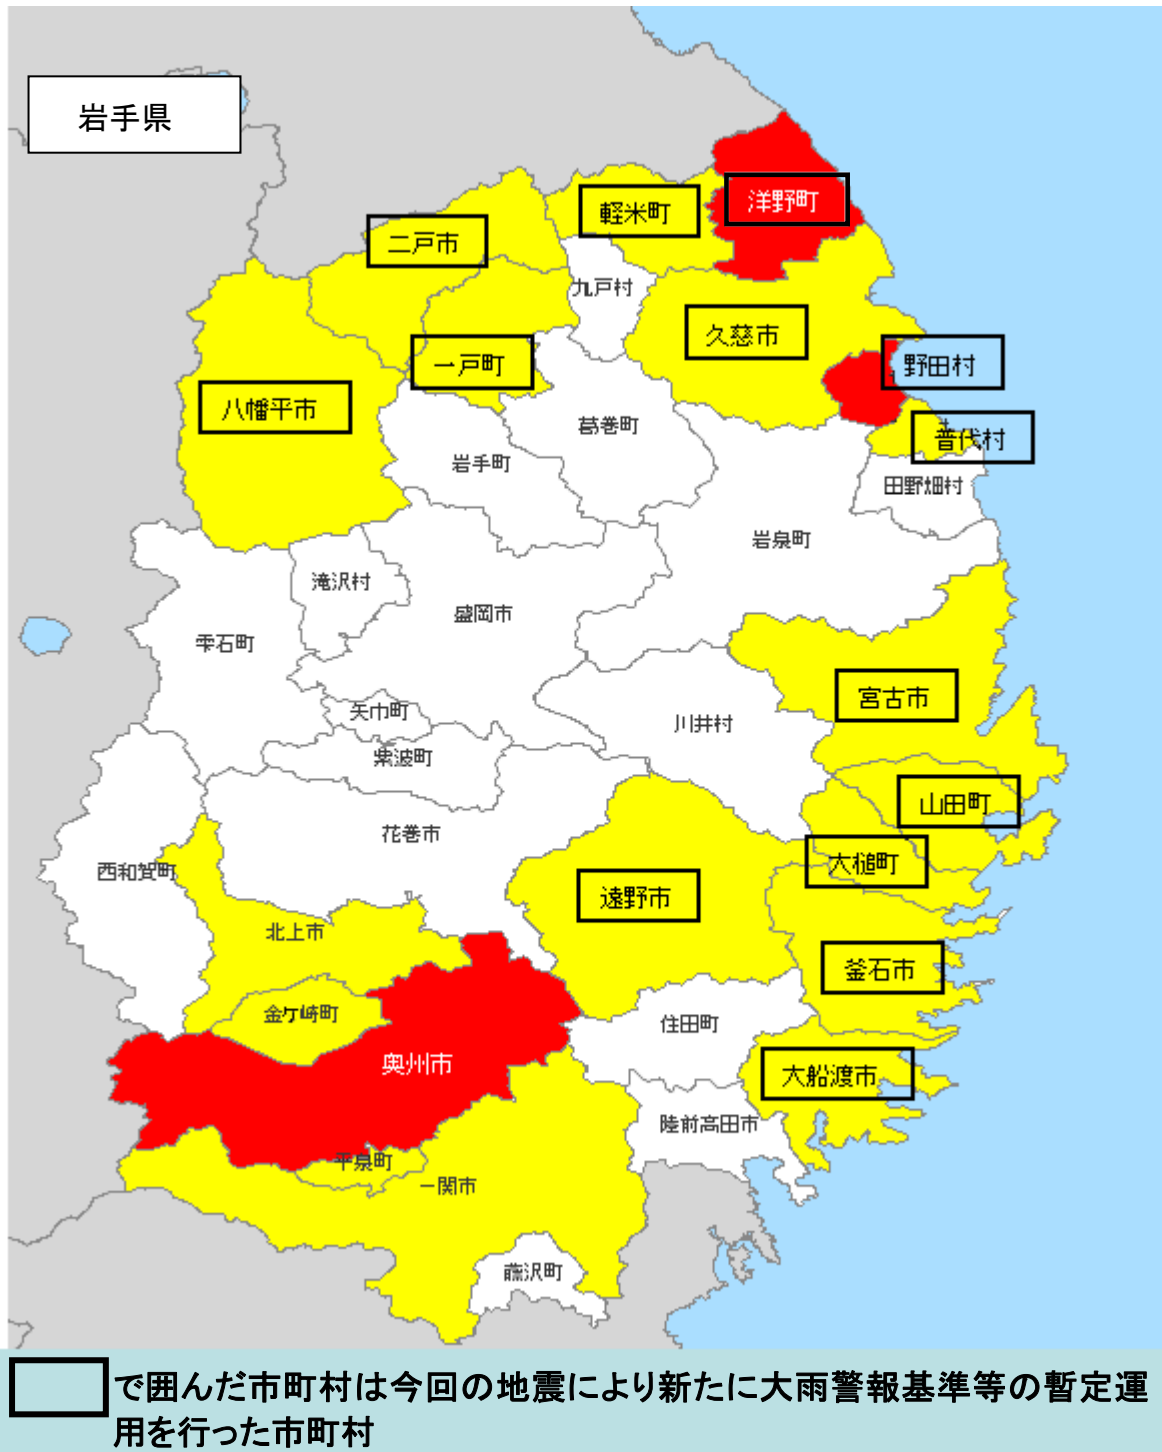 岩手県
洋野町
軽米町
二戸市
九戸村
久慈市
一戸町
野田村
八幡平市
葛巻町
普代村
岩手町
田野畑村
岩泉町
滝沢村
盛岡市
雫石町
宮古市
矢巾町
川井村
紫波町
山田町
花巻市
大槌町
西和賀町
遠野市
北上市
釜石市
金ケ崎町
住田町
奥州市
大船渡市
陸前高田市
平泉町
一関市
藤沢町
で囲んだ市町村は今回の地震により新たに大雨警報基準等の暫定運
用を行った市町村